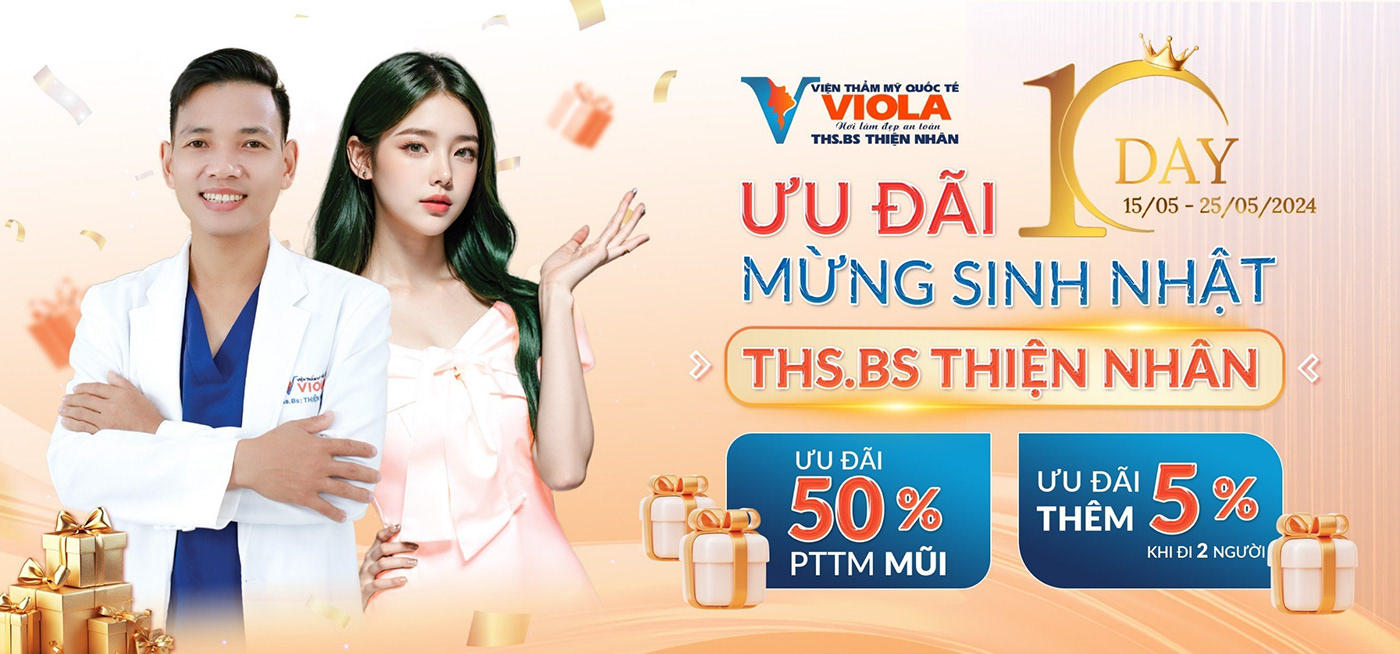 VIỆN THẨM MỸ QUỐC TẾ
VIOLA
Nơi làm đẹp an toàn
THS.BS THIỆN NHÂN
10 DAY
15/05 - 25/05/2024
ƯU ĐÃI
MỪNG SINH NHẬT
THS.BS THIỆN NHÂN
ƯU ĐÃI
50%
PTTM MŨI
ƯU ĐÃI
THÊM 5%
KHI ĐI 2 NGƯỜI
VIOLA